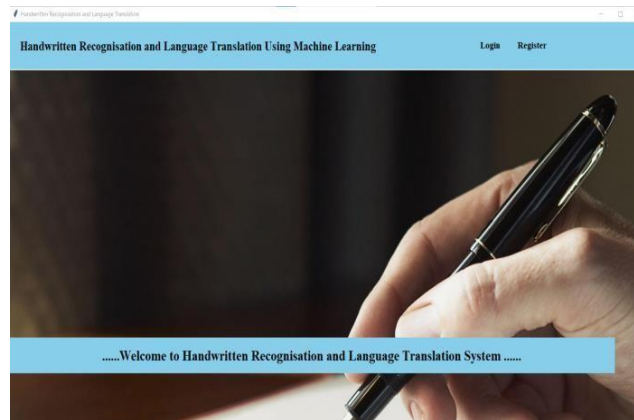 Handwritten Recognisation and Language Translation
Handwritten Recognisation and Language Translation Using Machine Learning
Login Register
......Welcome to Handwritten Recognisation and Language Translation System ......